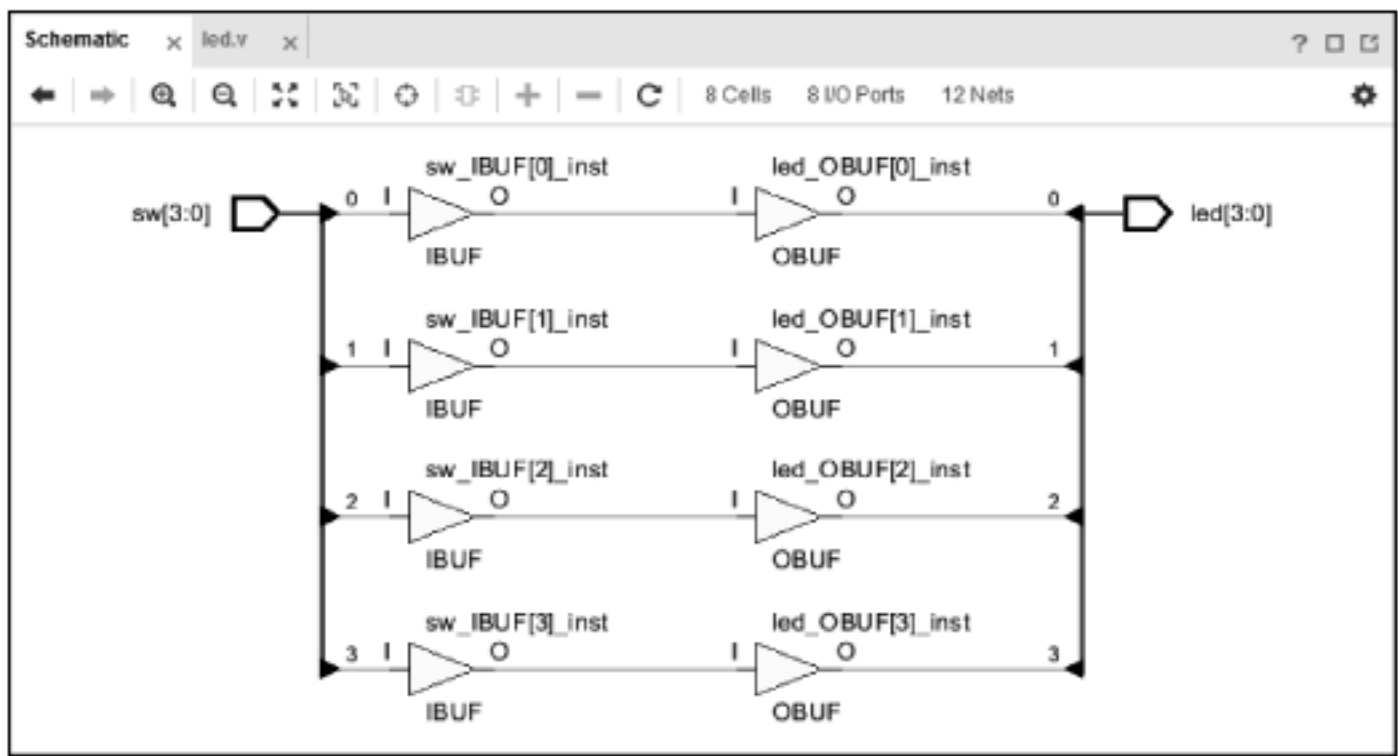 Schematic led.v ?
8 Cells 8 I/O Ports 12 Nets
sw_IBUF[0]_inst led_OBUF[0]_inst
sw[3:0] 0 I O I O 0 led[3:0]
IBUF OBUF
sw_IBUF[1]_inst led_OBUF[1]_inst
1 I O I O 1
IBUF OBUF
sw_IBUF[2]_inst led_OBUF[2]_inst
2 I O I O 2
IBUF OBUF
sw_IBUF[3]_inst led_OBUF[3]_inst
3 I O I O 3
IBUF OBUF